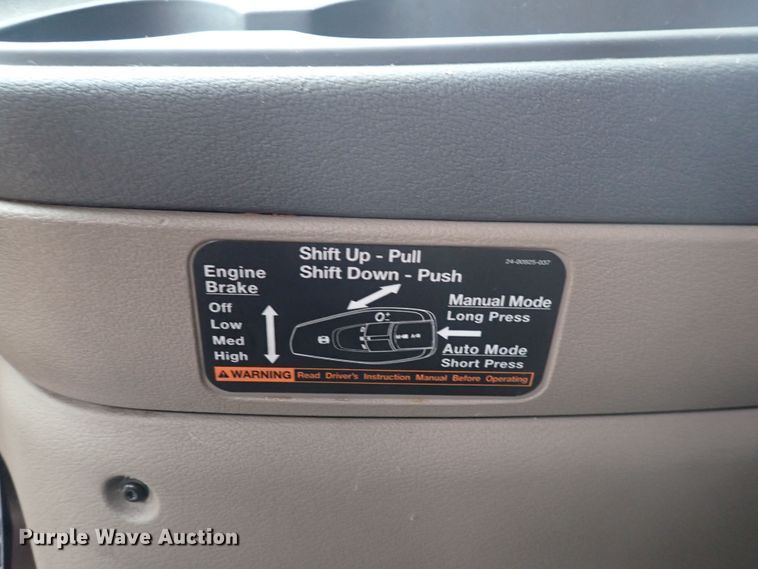 Shift Up - Pull
Shift Down - Push
24-00925-037
Engine
Brake
Off
Low
Med
High
Manual Mode
Long Press
Auto Mode
Short Press
WARNING Read Driver's Instruction Manual Before Operating
Purple Wave Auction